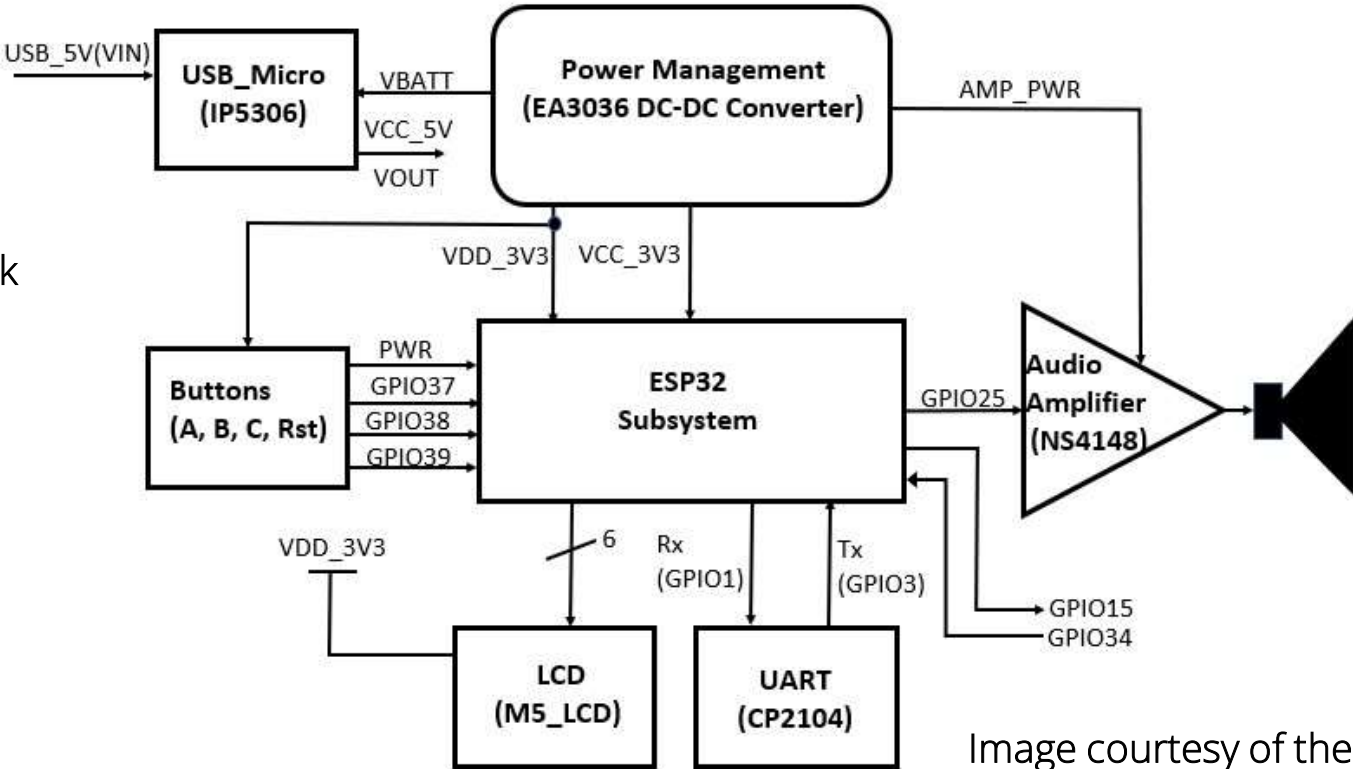 USB_5V(VIN)
USB_Micro
(IP5306)
VBATT
VCC_5V
VOUT
Power Management
(EA3036 DC-DC Converter)
AMP_PWR
k
VDD_3V3
VCC_3V3
Buttons
(A, B, C, Rst)
PWR
GPIO37
GPIO38
GPIO39
ESP32
Subsystem
GPIO25
Audio
Amplifier
(NS4148)
VDD_3V3
6
Rx
(GPIO1)
Tx
(GPIO3)
GPIO15
GPIO34
LCD
(M5_LCD)
UART
(CP2104)
Image courtesy of the